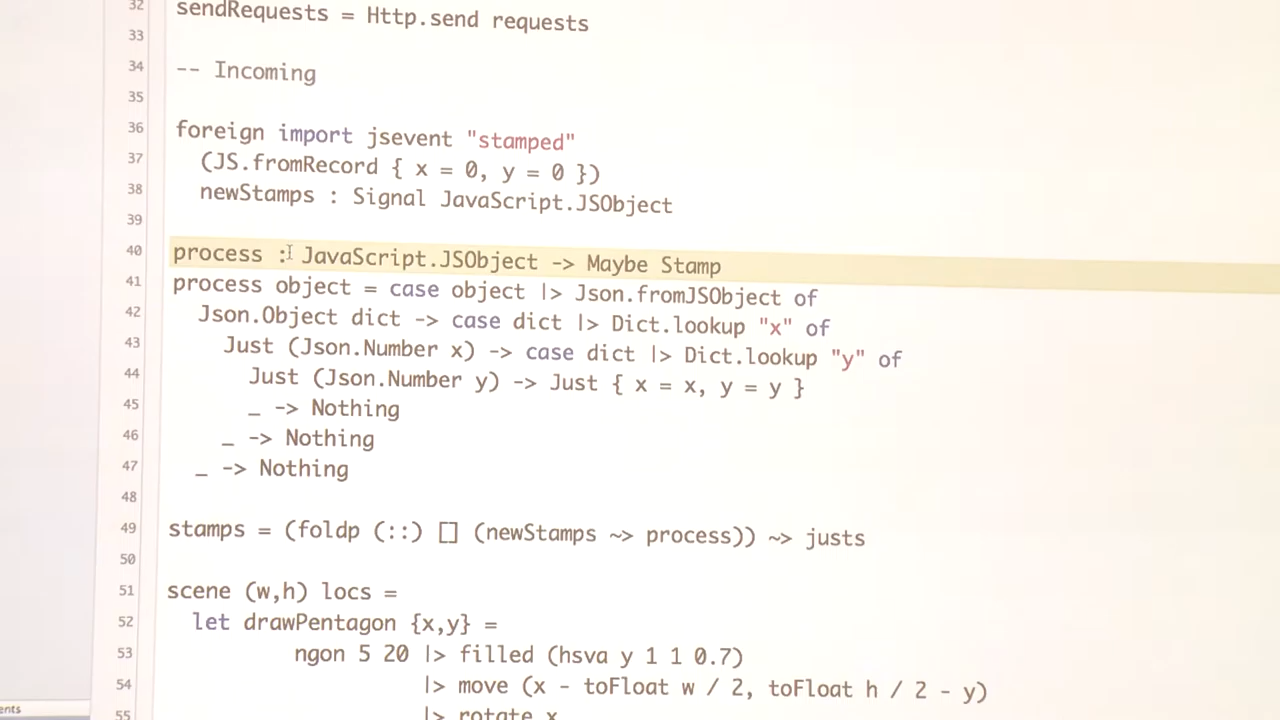 32 sendRequests = Http.send requests
33
34 -- Incoming
35
36 foreign import jsevent "stamped"
37 (JS.fromRecord { x = 0, y = 0 })
38 newStamps : Signal JavaScript.JSObject
39
40 process : JavaScript.JSObject -> Maybe Stamp
41 process object = case object |> Json.fromJSObject of
42 Json.Object dict -> case dict |> Dict.lookup "x" of
43 Just (Json.Number x) -> case dict |> Dict.lookup "y" of
44 Just (Json.Number y) -> Just { x = x, y = y }
45 _ -> Nothing
46 _ -> Nothing
47 _ -> Nothing
48
49 stamps = (foldp (::) [] (newStamps ~> process)) ~> justs
50
51 scene (w,h) locs =
52 let drawPentagon {x,y} =
53 ngon 5 20 |> filled (hsva y 1 1 0.7)
54 |> move (x - toFloat w / 2, toFloat h / 2 - y)
55 |> rotate x
ents